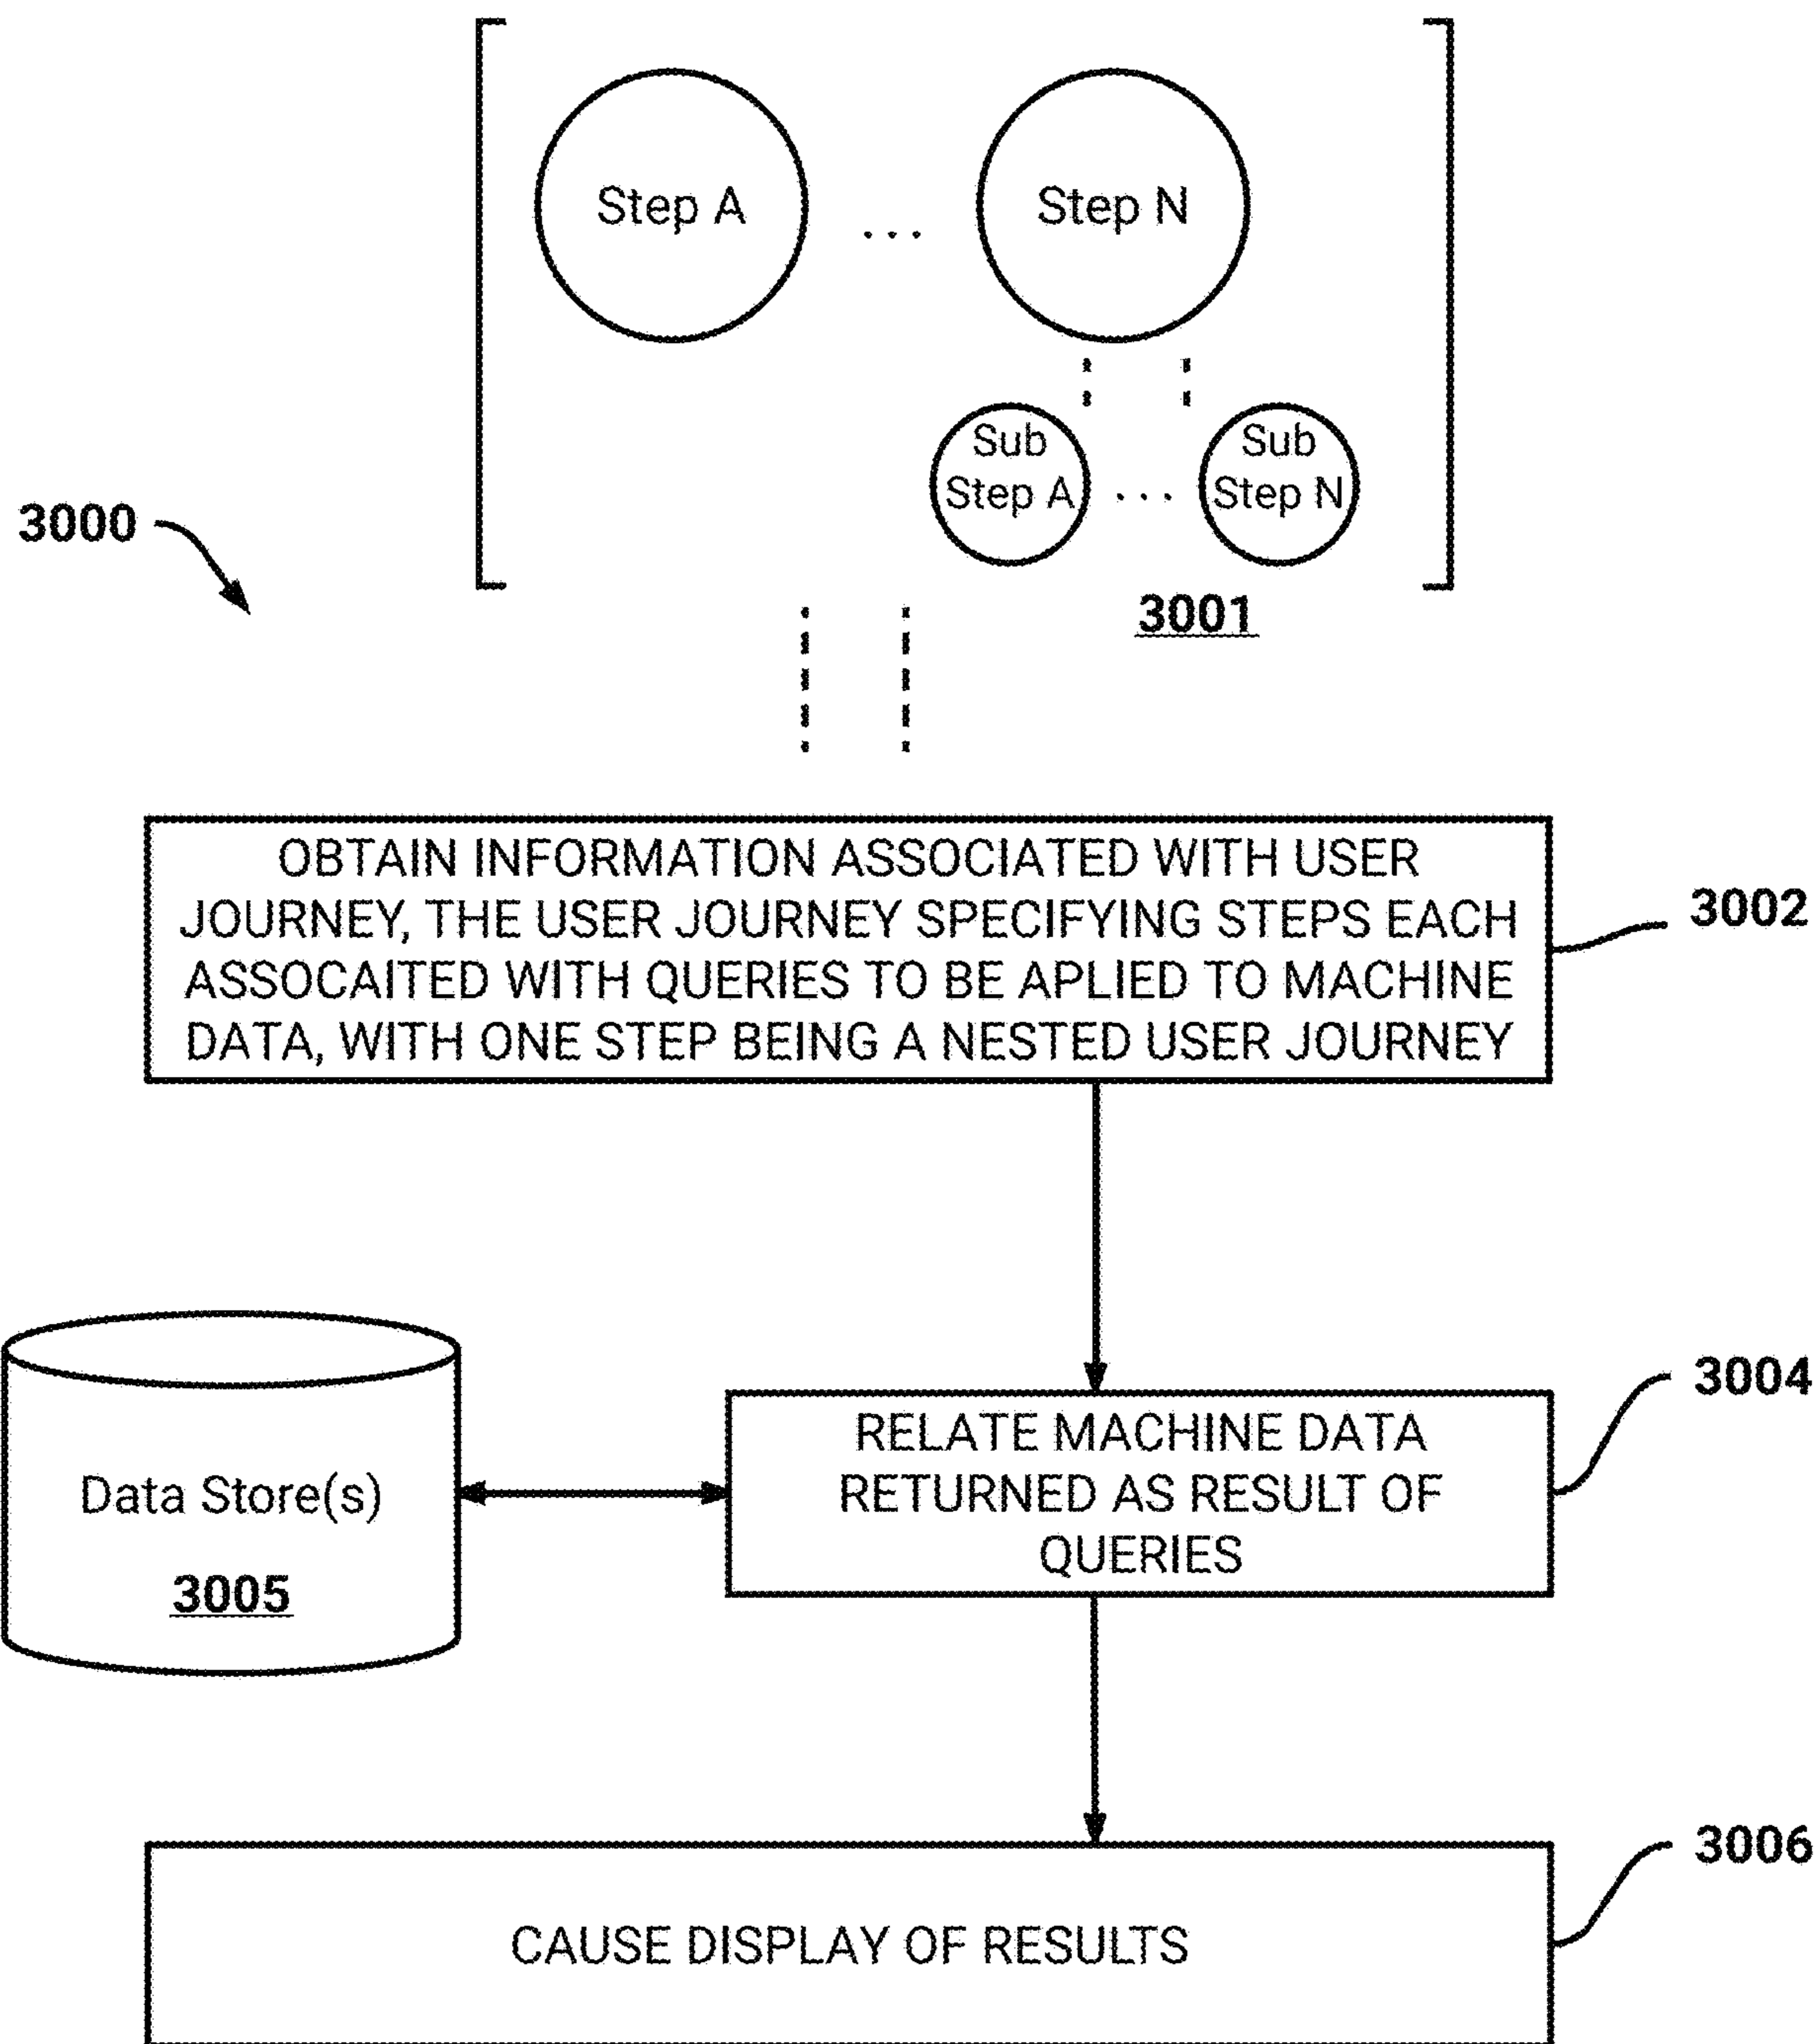 Step A
...
Step N
Sub
Step A
...
Sub
Step N
3000
3001
OBTAIN INFORMATION ASSOCIATED WITH USER
JOURNEY, THE USER JOURNEY SPECIFYING STEPS EACH
ASSOCAITED WITH QUERIES TO BE APLIED TO MACHINE
DATA, WITH ONE STEP BEING A NESTED USER JOURNEY
3002
Data Store(s)
3005
RELATE MACHINE DATA
RETURNED AS RESULT OF
QUERIES
3004
CAUSE DISPLAY OF RESULTS
3006